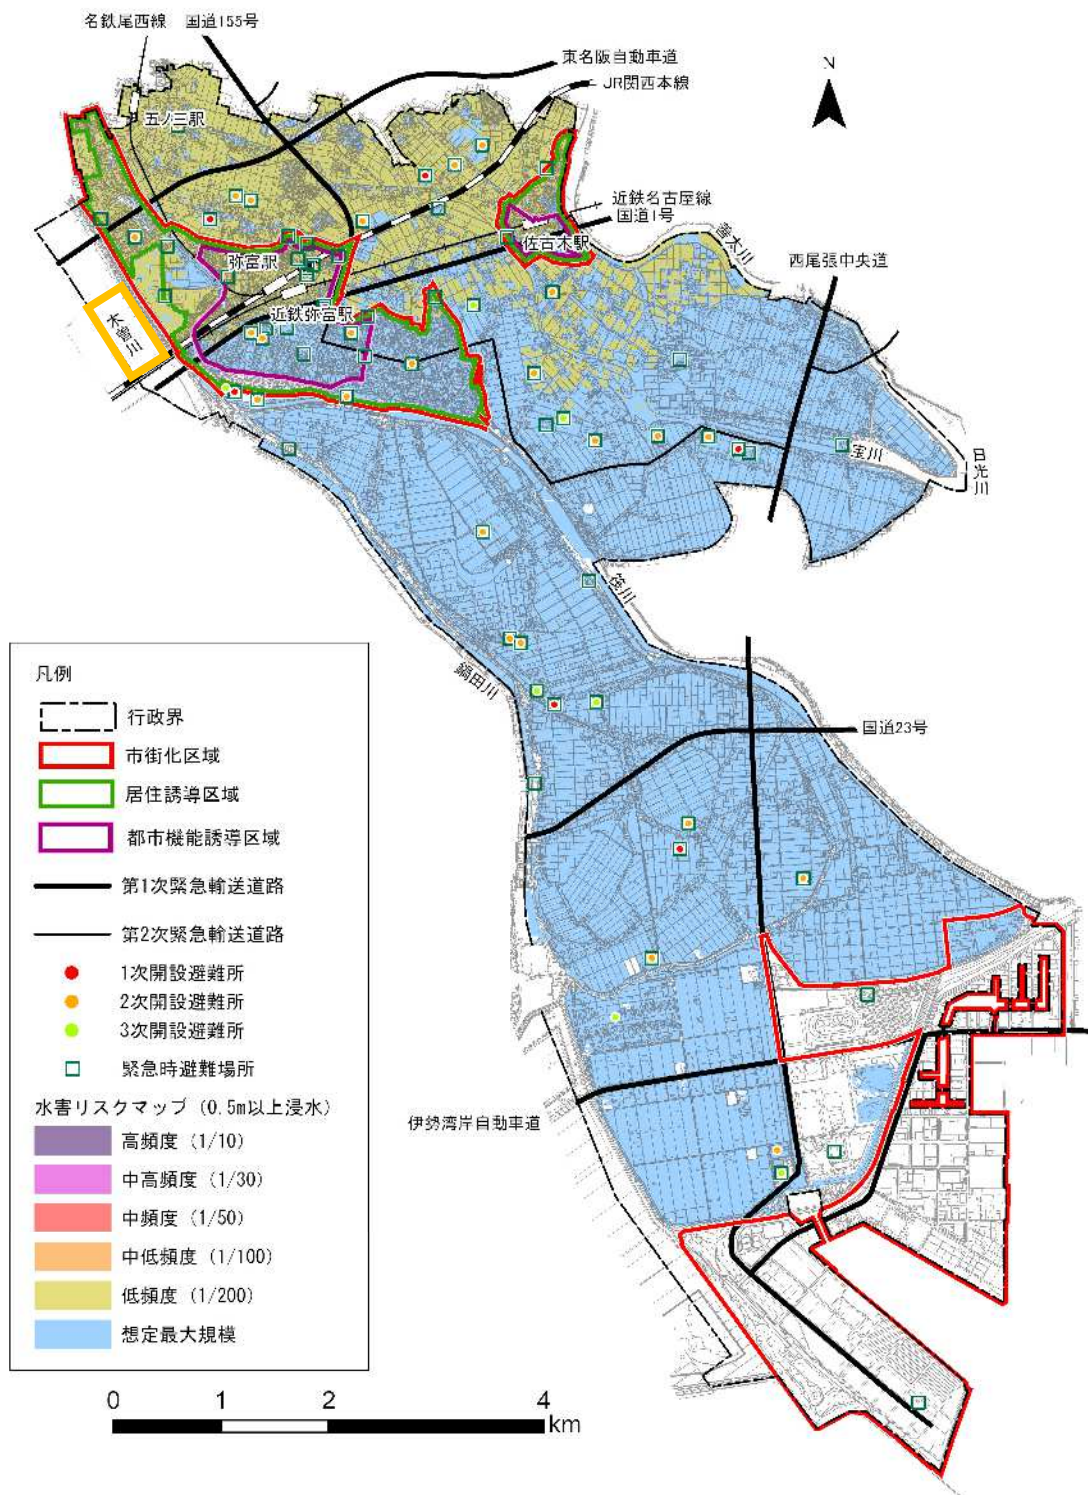 名鉄尾西線 国道155号
東名阪自動車道
JR関西本線
N
五ノ三駅
近鉄名古屋線
国道1号
佐古木駅
善太川
弥富駅
西尾張中央道
近鉄弥富駅
木曽川
宝川
日光川
筏川
鍋田川
国道23号
伊勢湾岸自動車道
凡例
行政界
市街化区域
居住誘導区域
都市機能誘導区域
第1次緊急輸送道路
第2次緊急輸送道路
1次開設避難所
2次開設避難所
3次開設避難所
緊急時避難場所
水害リスクマップ (0.5m以上浸水)
高頻度 (1/10)
中高頻度 (1/30)
中頻度 (1/50)
中低頻度 (1/100)
低頻度 (1/200)
想定最大規模
0 1 2 4
km